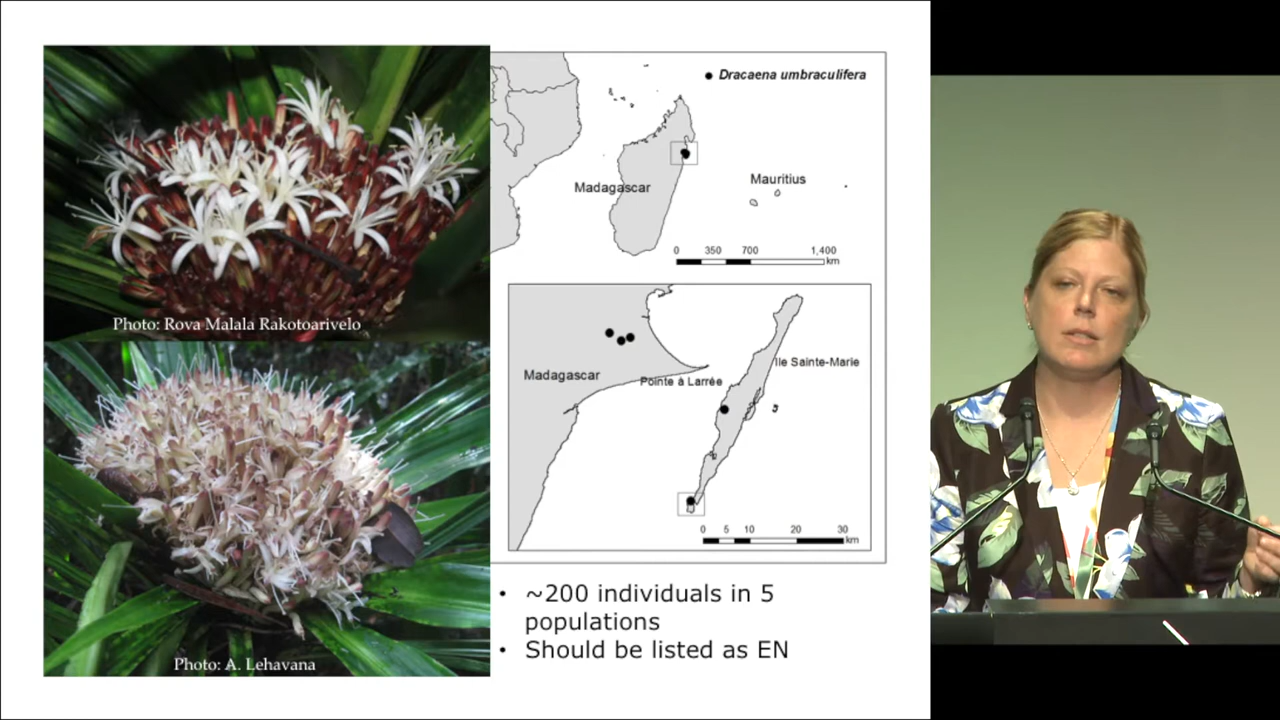 Photo: Rova Malala Rakotoarivelo
Photo: A. Lehavana
Dracaena umbraculifera
Madagascar
Mauritius
0 350 700 1,400
km
Madagascar
Pointe à Larrée
Ile Sainte-Marie
0 5 10 20 30
km
• ~200 individuals in 5
populations
• Should be listed as EN